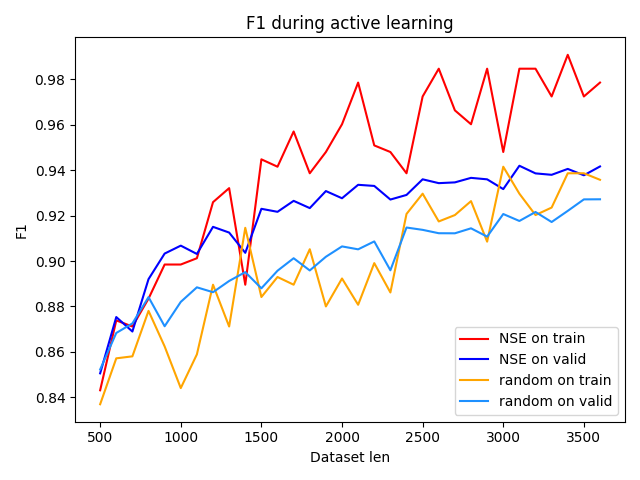 F1 during active learning
F1
0.98
0.96
0.94
0.92
0.90
0.88
0.86
0.84
NSE on train
NSE on valid
random on train
random on valid
500
1000
1500
2000
2500
3000
3500
Dataset len